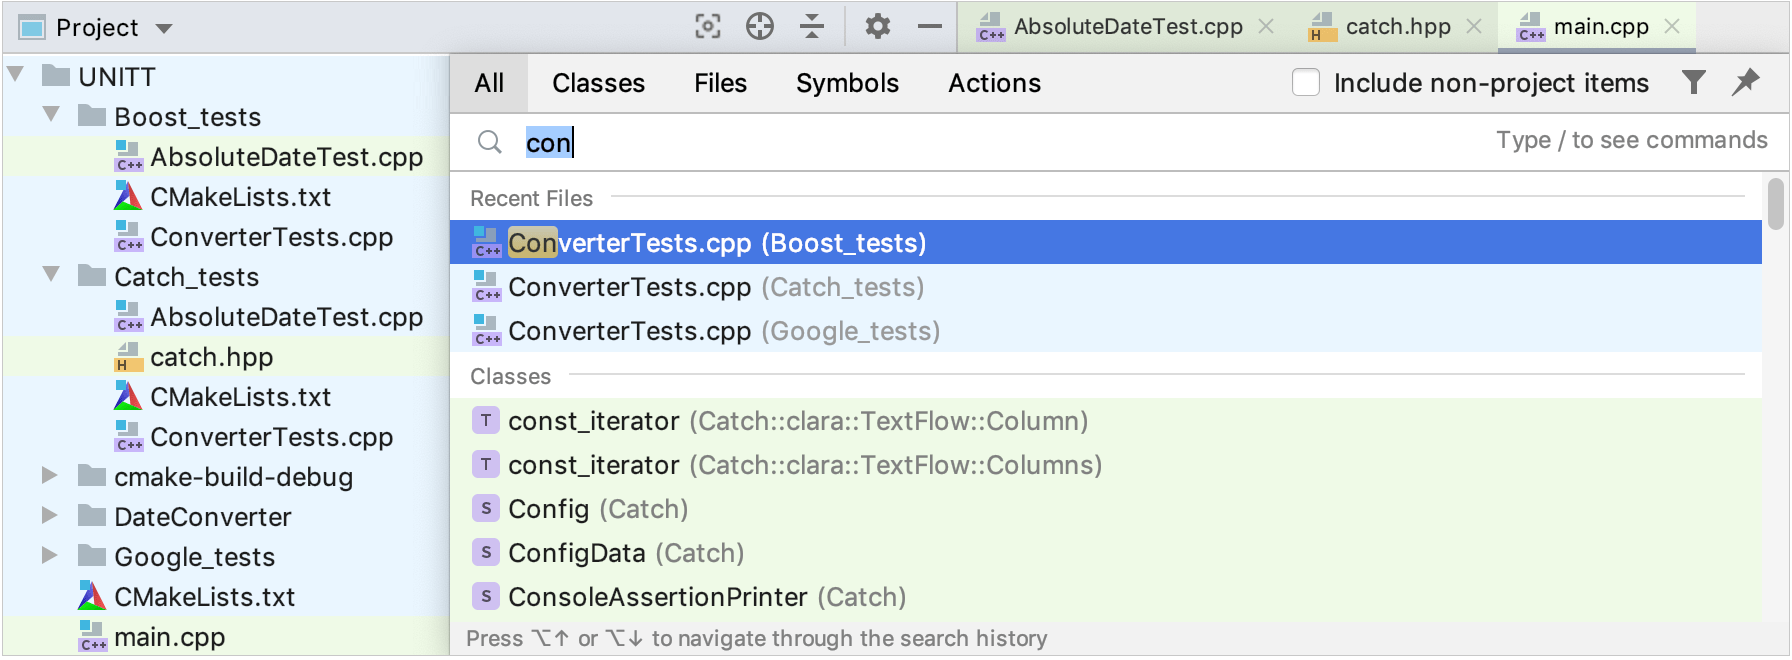 Project
AbsoluteDateTest.cpp
catch.hpp
main.cpp
UNITT
Boost_tests
AbsoluteDateTest.cpp
CMakeLists.txt
ConverterTests.cpp
Catch_tests
AbsoluteDateTest.cpp
catch.hpp
CMakeLists.txt
ConverterTests.cpp
cmake-build-debug
DateConverter
Google_tests
CMakeLists.txt
main.cpp
All Classes Files Symbols Actions Include non-project items
con Type / to see commands
Recent Files
C++ ConverterTests.cpp (Boost_tests)
C++ ConverterTests.cpp (Catch_tests)
C++ ConverterTests.cpp (Google_tests)
Classes
T const_iterator (Catch::clara::TextFlow::Column)
T const_iterator (Catch::clara::TextFlow::Columns)
S Config (Catch)
S ConfigData (Catch)
S ConsoleAssertionPrinter (Catch)
Press ⌥↑ or ⌥↓ to navigate through the search history